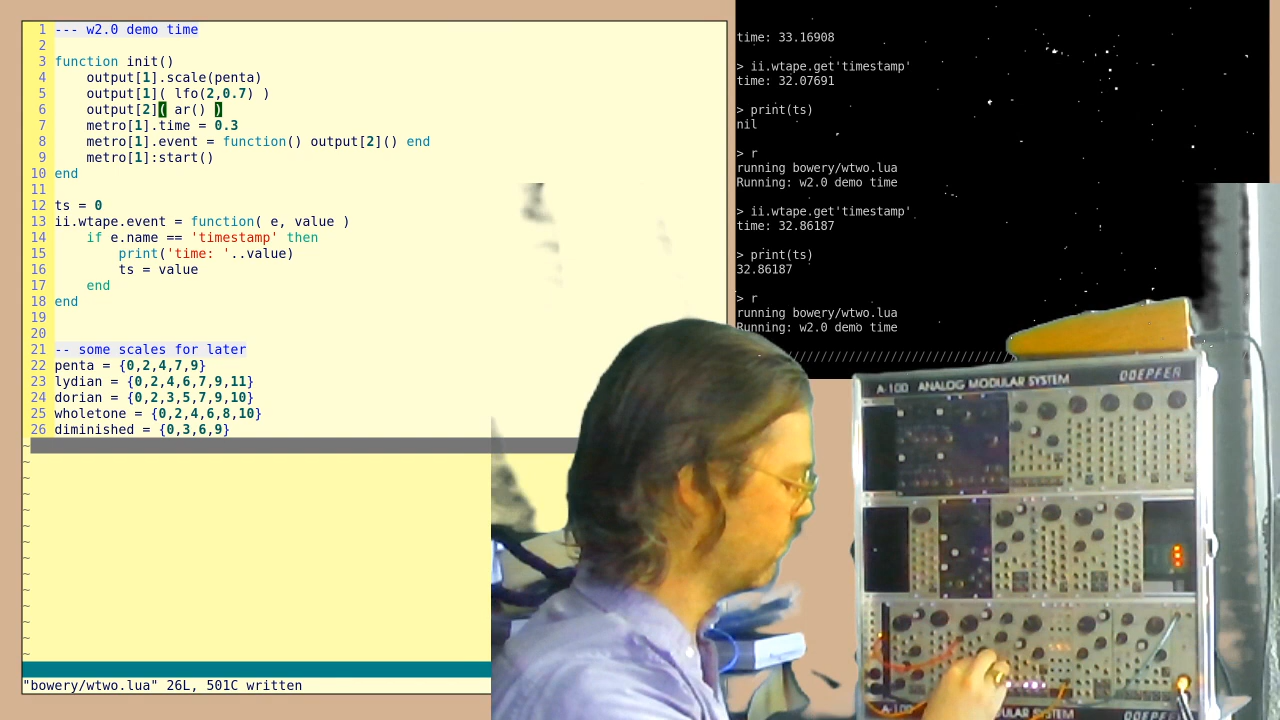 1 --- w2.0 demo time
2
3 function init()
4     output[1].scale(penta)
5     output[1]( lfo(2,0.7) )
6     output[2]( ar() )
7     metro[1].time = 0.3
8     metro[1].event = function() output[2]() end
9     metro[1]:start()
10 end
11
12 ts = 0
13 ii.wtape.event = function( e, value )
14     if e.name == 'timestamp' then
15         print('time: '..value)
16         ts = value
17     end
18 end
19
20
21 -- some scales for later
22 penta = {0,2,4,7,9}
23 lydian = {0,2,4,6,7,9,11}
24 dorian = {0,2,3,5,7,9,10}
25 wholetone = {0,2,4,6,8,10}
26 diminished = {0,3,6,9}
~
~
~
~
~
~
~
~
~
~
~
~
~
~
"bowery/wtwo.lua" 26L, 501C written
time: 33.16908
> ii.wtape.get'timestamp'
time: 32.07691
> print(ts)
nil
> r
running bowery/wtwo.lua
Running: w2.0 demo time
> ii.wtape.get'timestamp'
time: 32.86187
> print(ts)
32.86187
> r
running bowery/wtwo.lua
Running: w2.0 demo time
//////////////////////////////
A-100 ANALOG MODULAR SYSTEM DOEPFER
A-100 MODULAR SYSTEM DOEPFER